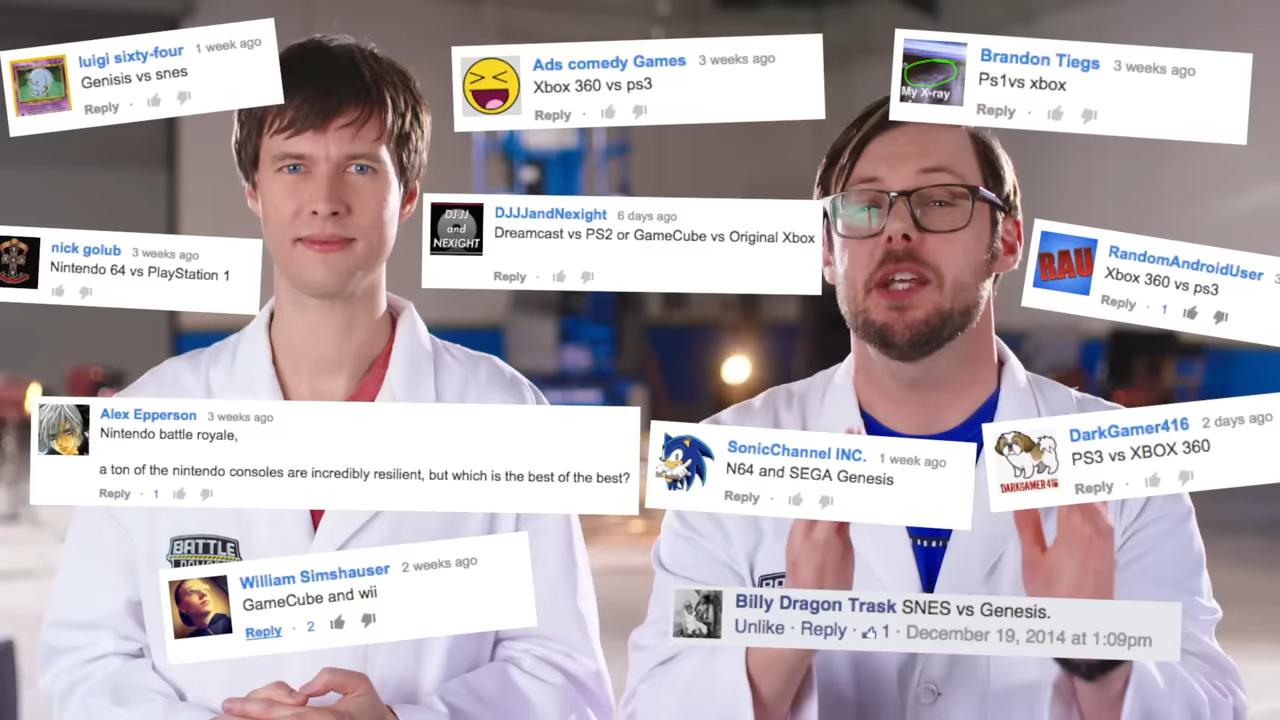 luigi sixty-four 1 week ago
Genisis vs snes
Reply ·
Ads comedy Games 3 weeks ago
Xbox 360 vs ps3
Reply ·
My X-ray
Brandon Tiegs 3 weeks ago
Ps1vs xbox
Reply ·
nick golub 3 weeks ago
Nintendo 64 vs PlayStation 1
DJ JJ
and
NEXIGHT
DJJJandNexight 6 days ago
Dreamcast vs PS2 or GameCube vs Original Xbox
Reply ·
RAU
RandomAndroidUser 3
Xbox 360 vs ps3
Reply · 1
Alex Epperson 3 weeks ago
Nintendo battle royale,
a ton of the nintendo consoles are incredibly resilient, but which is the best of the best?
Reply · 1
SonicChannel INC. 1 week ago
N64 and SEGA Genesis
Reply ·
DARKGAMER416
DarkGamer416 2 days ago
PS3 vs XBOX 360
Reply ·
BATTLE
William Simshauser 2 weeks ago
GameCube and wii
Reply · 2
Billy Dragon Trask SNES vs Genesis.
Unlike · Reply · 1 · December 19, 2014 at 1:09pm